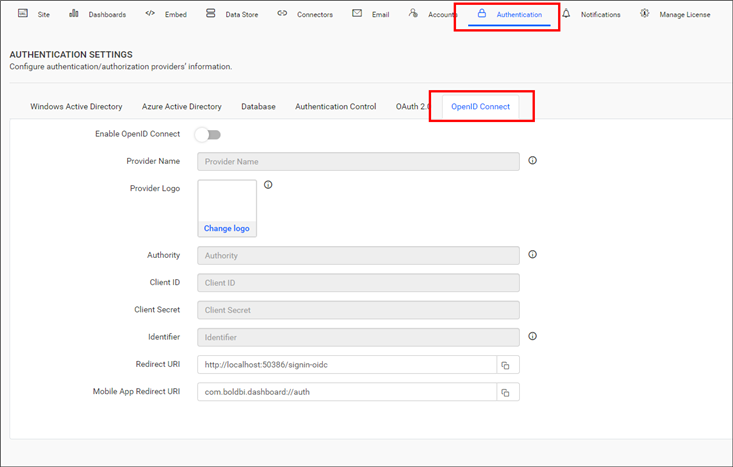 Site Dashboards Embed Data Store Connectors Email Accounts Authentication Notifications Manage License
AUTHENTICATION SETTINGS
Configure authentication/authorization providers' information.
Windows Active Directory Azure Active Directory Database Authentication Control OAuth 2.0 OpenID Connect
Enable OpenID Connect
Provider Name Provider Name
Provider Logo
Change logo
Authority Authority
Client ID Client ID
Client Secret Client Secret
Identifier Identifier
Redirect URI http://localhost:50386/signin-oidc
Mobile App Redirect URI com.boldbi.dashboard://auth